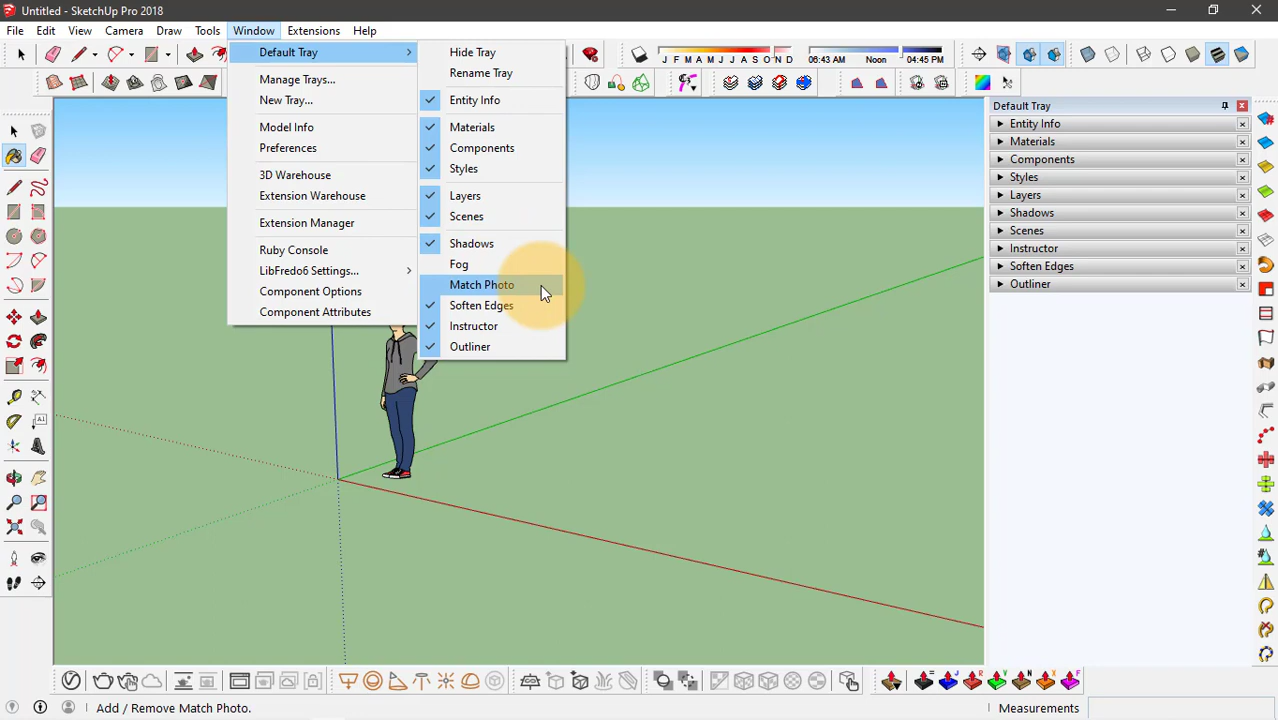 Untitled - SketchUp Pro 2018
File Edit View Camera Draw Tools Window Extensions Help
Default Tray
Manage Trays...
New Tray...
Model Info
Preferences
3D Warehouse
Extension Warehouse
Extension Manager
Ruby Console
LibFredo6 Settings...
Component Options
Component Attributes
Hide Tray
Rename Tray
Entity Info
Materials
Components
Styles
Layers
Scenes
Shadows
Fog
Match Photo
Soften Edges
Instructor
Outliner
J F M A M J J A S O N D
06:43 AM Noon 04:45 PM
Default Tray
Entity Info
Materials
Components
Styles
Layers
Shadows
Scenes
Instructor
Soften Edges
Outliner
Add / Remove Match Photo.
Measurements